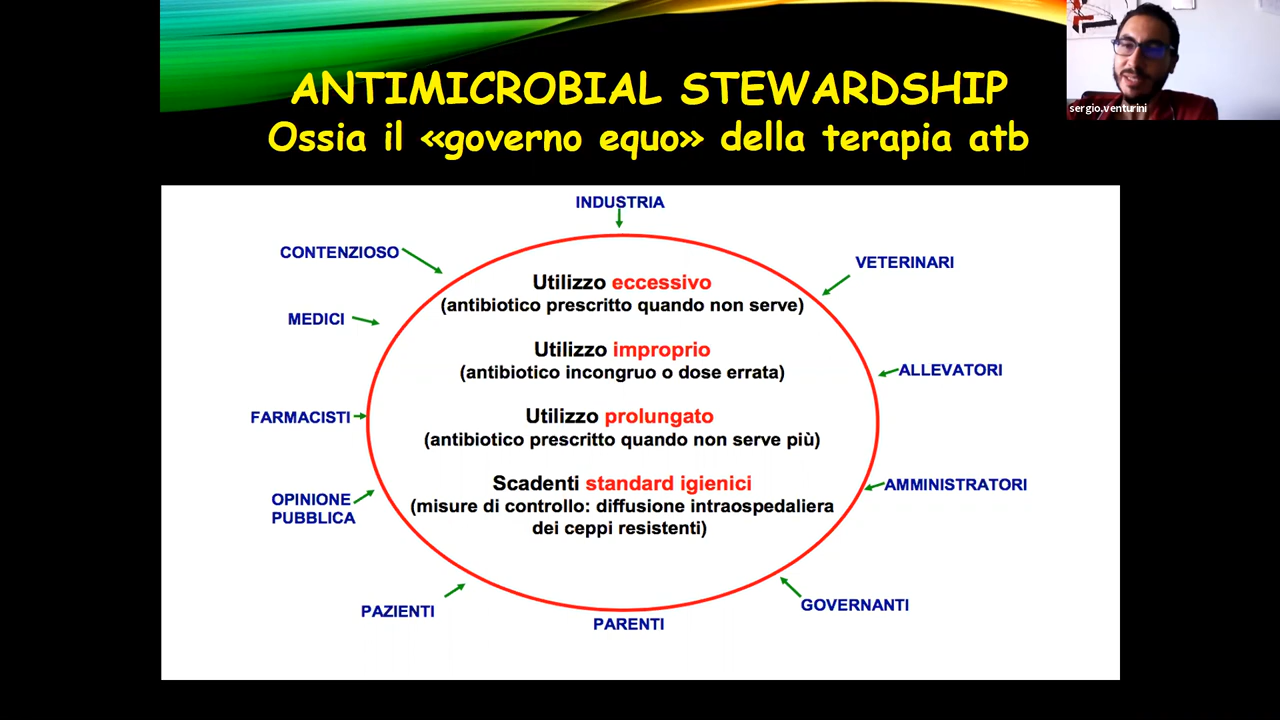 ANTIMICROBIAL STEWARDSHIP
Ossia il «governo equo» della terapia atb
sergio.venturini
INDUSTRIA
CONTENZIOSO
VETERINARI
MEDICI
ALLEVATORI
FARMACISTI
AMMINISTRATORI
OPINIONE
PUBBLICA
PAZIENTI
GOVERNANTI
PARENTI
Utilizzo eccessivo
(antibiotico prescritto quando non serve)
Utilizzo improprio
(antibiotico incongruo o dose errata)
Utilizzo prolungato
(antibiotico prescritto quando non serve più)
Scadenti standard igienici
(misure di controllo: diffusione intraospedaliera
dei ceppi resistenti)